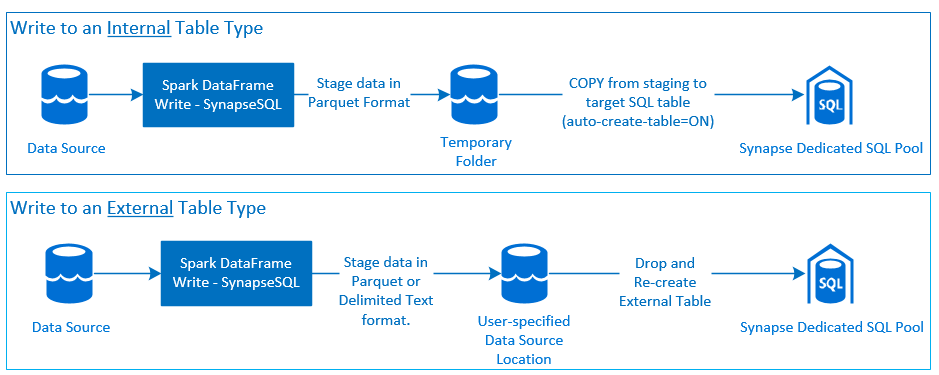 Write to an Internal Table Type
Data Source
Spark DataFrame
Write - SynapseSQL
Stage data in
Parquet Format
Temporary
Folder
COPY from staging to
target SQL table
(auto-create-table=ON)
SQL
Synapse Dedicated SQL Pool
Write to an External Table Type
Data Source
Spark DataFrame
Write - SynapseSQL
Stage data in
Parquet or
Delimited Text
format.
User-specified
Data Source
Location
Drop and
Re-create
External Table
SQL
Synapse Dedicated SQL Pool